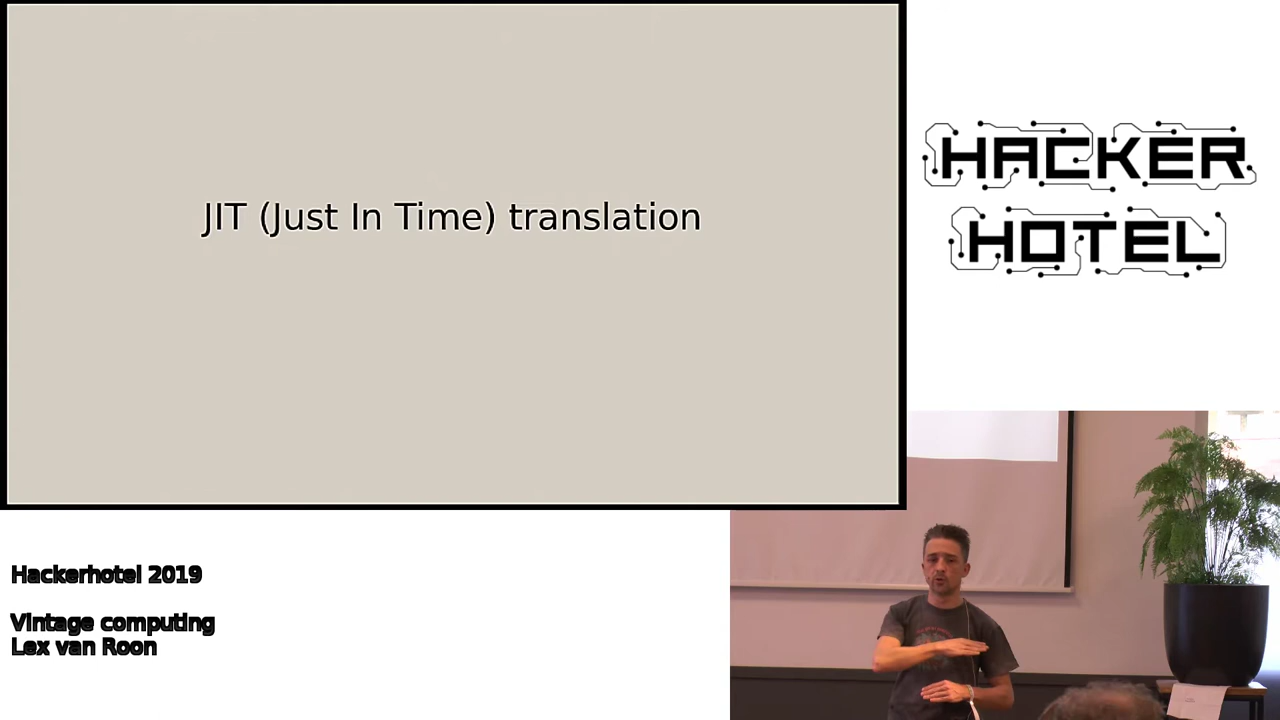 JIT (Just In Time) translation
HACKER
HOTEL
Hackerhotel 2019
Vintage computing
Lex van Roon